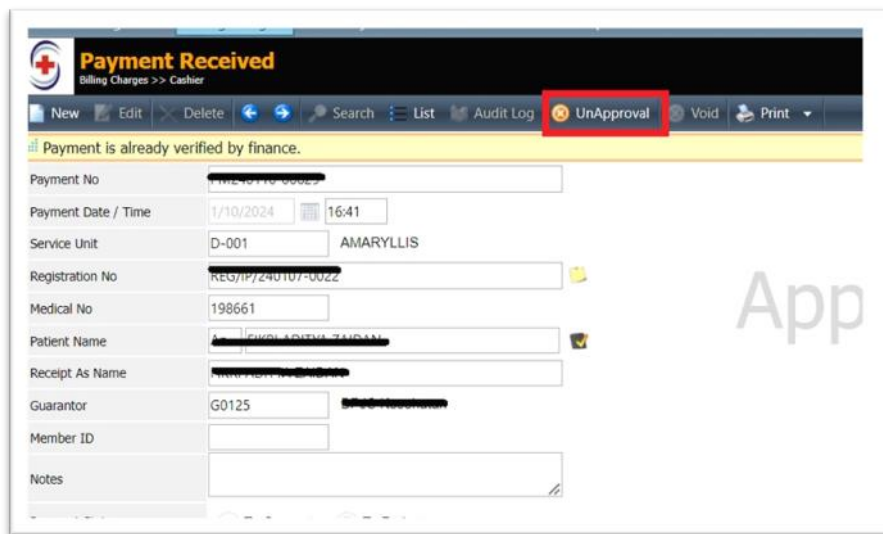 Payment Received
Billing Charges >> Cashier
New Edit Delete Search List Audit Log UnApproval Void Print
Payment is already verified by finance.
Payment No
Payment Date / Time 1/10/2024 16:41
Service Unit D-001 AMARYLLIS
Registration No
Medical No 198661
Patient Name
Receipt As Name
Guarantor G0125
Member ID
Notes
App